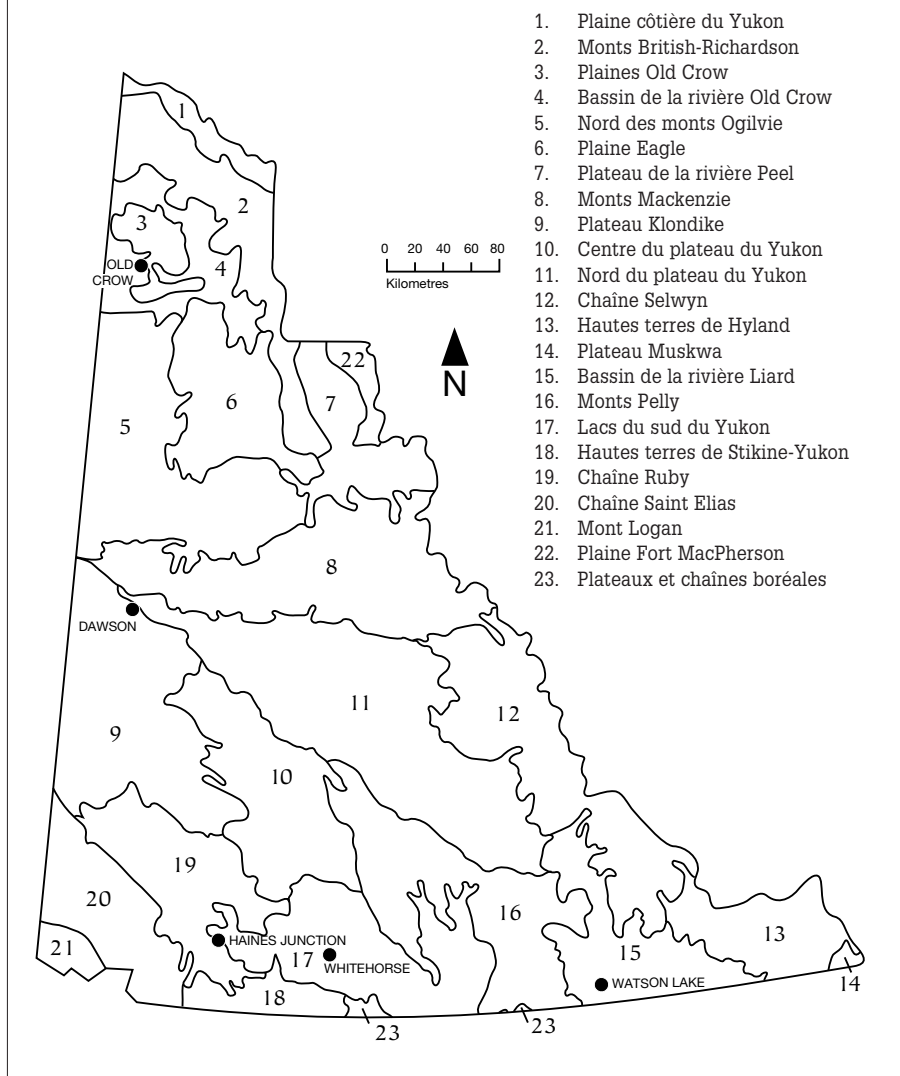 1. Plaine côtière du Yukon
2. Monts British-Richardson
3. Plaines Old Crow
4. Bassin de la rivière Old Crow
5. Nord des monts Ogilvie
6. Plaine Eagle
7. Plateau de la rivière Peel
8. Monts Mackenzie
9. Plateau Klondike
10. Centre du plateau du Yukon
11. Nord du plateau du Yukon
12. Chaîne Selwyn
13. Hautes terres de Hyland
14. Plateau Muskwa
15. Bassin de la rivière Liard
16. Monts Pelly
17. Lacs du sud du Yukon
18. Hautes terres de Stikine-Yukon
19. Chaîne Ruby
20. Chaîne Saint Elias
21. Mont Logan
22. Plaine Fort MacPherson
23. Plateaux et chaînes boréales
0 20 40 60 80
Kilometres
N
1
2
3
OLD
CROW
4
22
7
6
5
8
DAWSON
11
12
9
10
19
20
16
21
HAINES JUNCTION
17
WHITEHORSE
13
15
WATSON LAKE
14
18
23
23